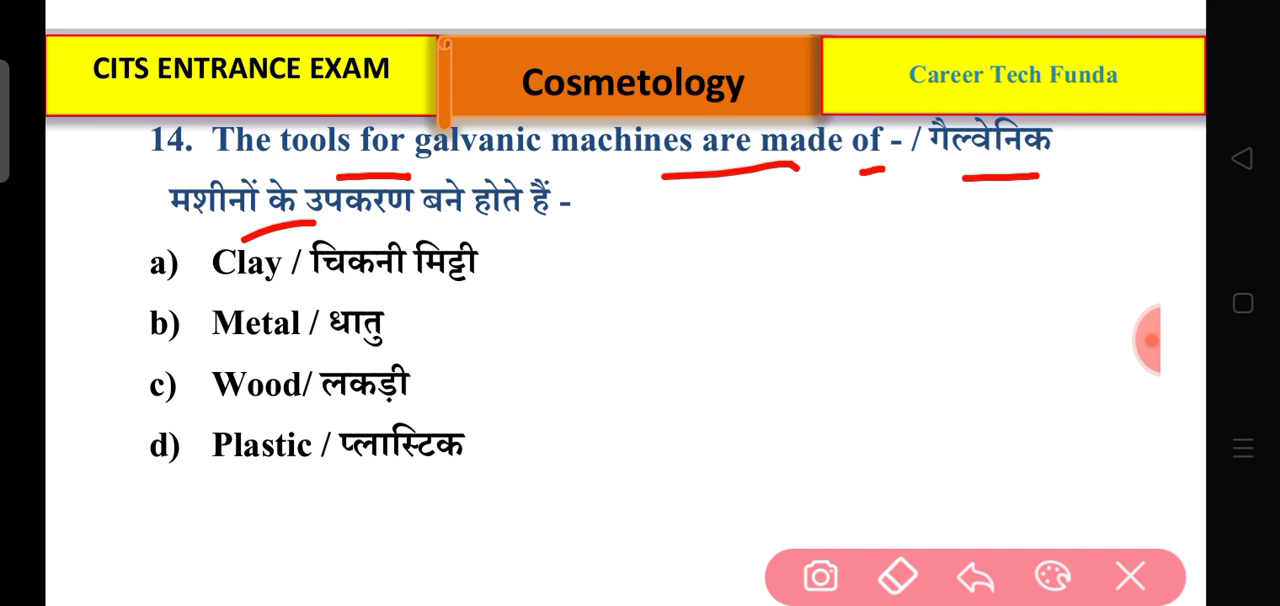 CITS ENTRANCE EXAM
Cosmetology
Career Tech Funda
14. The tools for galvanic machines are made of - / गैल्वेनिक
मशीनों के उपकरण बने होते हैं -
a) Clay / चिकनी मिट्टी
b) Metal / धातु
c) Wood/ लकड़ी
d) Plastic / प्लास्टिक